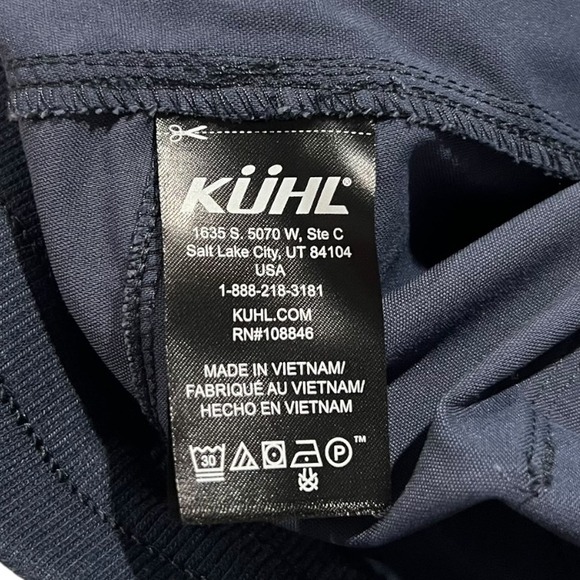 KÜHL®
1635 S. 5070 W, Ste C
Salt Lake City, UT 84104
USA
1-888-218-3181
KUHL.COM
RN#108846
MADE IN VIETNAM/
FABRIQUÉ AU VIETNAM/
HECHO EN VIETNAM
30 P ™